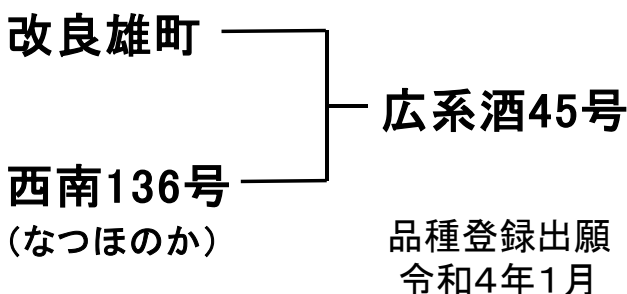 改良雄町
広系酒45号
西南136号
(なつほのか)
品種登録出願
令和4年1月